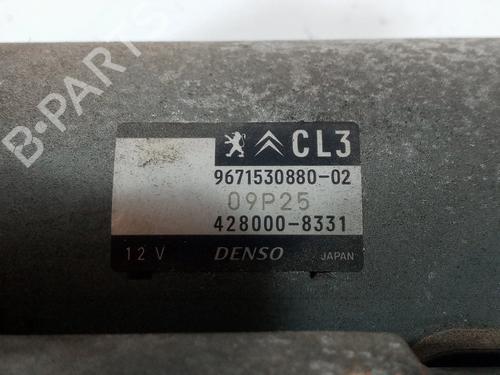 B-PARTS
CL3
9671530880-02
09P25
428000-8331
12 V DENSO JAPAN